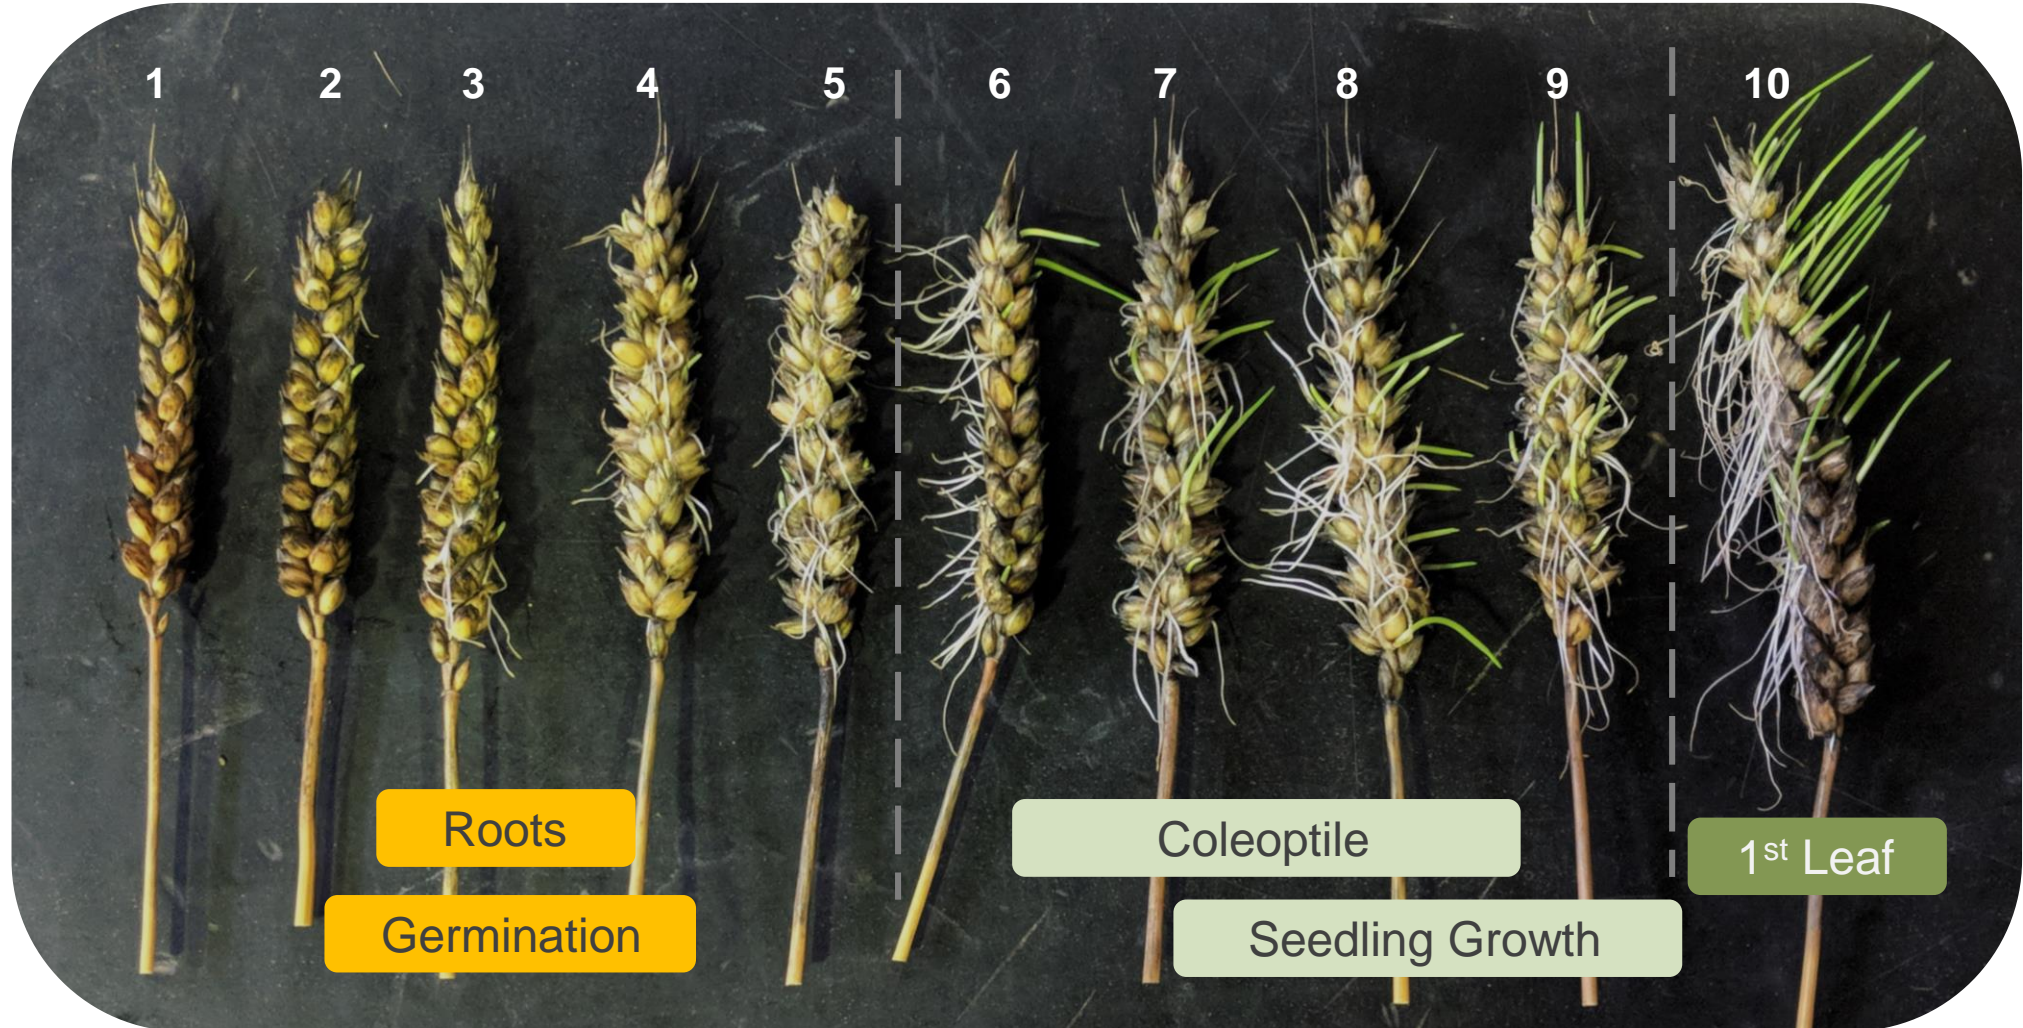 1 2 3 4 5 6 7 8 9 10
Roots
Germination
Coleoptile
Seedling Growth
1st Leaf